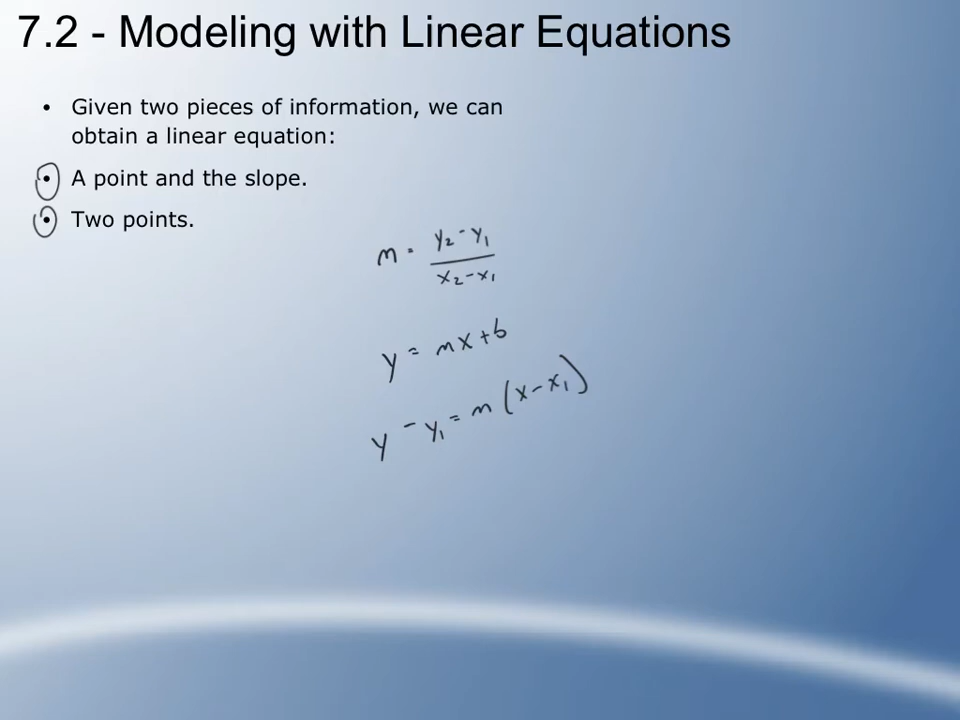 7.2 - Modeling with Linear Equations
• Given two pieces of information, we can
obtain a linear equation:
• A point and the slope.
• Two points.
m = y₂ - y₁
x₂ - x₁
y = mx + b
y - y₁ = m (x - x₁)